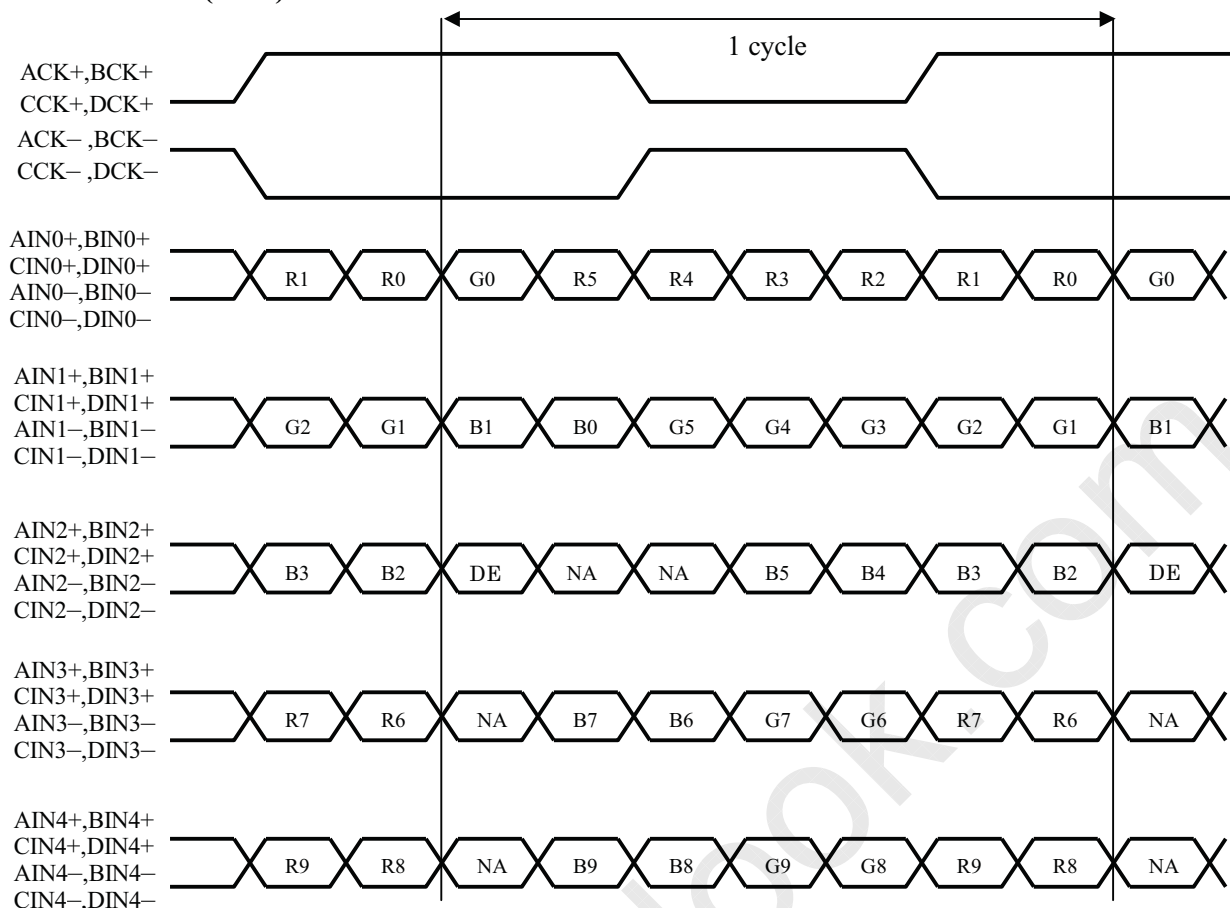 1 cycle
ACK+,BCK+
CCK+,DCK+
ACK− ,BCK−
CCK− ,DCK−
AIN0+,BIN0+
CIN0+,DIN0+
AIN0−,BIN0−
CIN0−,DIN0−
R1 R0 G0 R5 R4 R3 R2 R1 R0 G0
AIN1+,BIN1+
CIN1+,DIN1+
AIN1−,BIN1−
CIN1−,DIN1−
G2 G1 B1 B0 G5 G4 G3 G2 G1 B1
AIN2+,BIN2+
CIN2+,DIN2+
AIN2−,BIN2−
CIN2−,DIN2−
B3 B2 DE NA NA B5 B4 B3 B2 DE
AIN3+,BIN3+
CIN3+,DIN3+
AIN3−,BIN3−
CIN3−,DIN3−
R7 R6 NA B7 B6 G7 G6 R7 R6 NA
AIN4+,BIN4+
CIN4+,DIN4+
AIN4−,BIN4−
CIN4−,DIN4−
R9 R8 NA B9 B8 G9 G8 R9 R8 NA